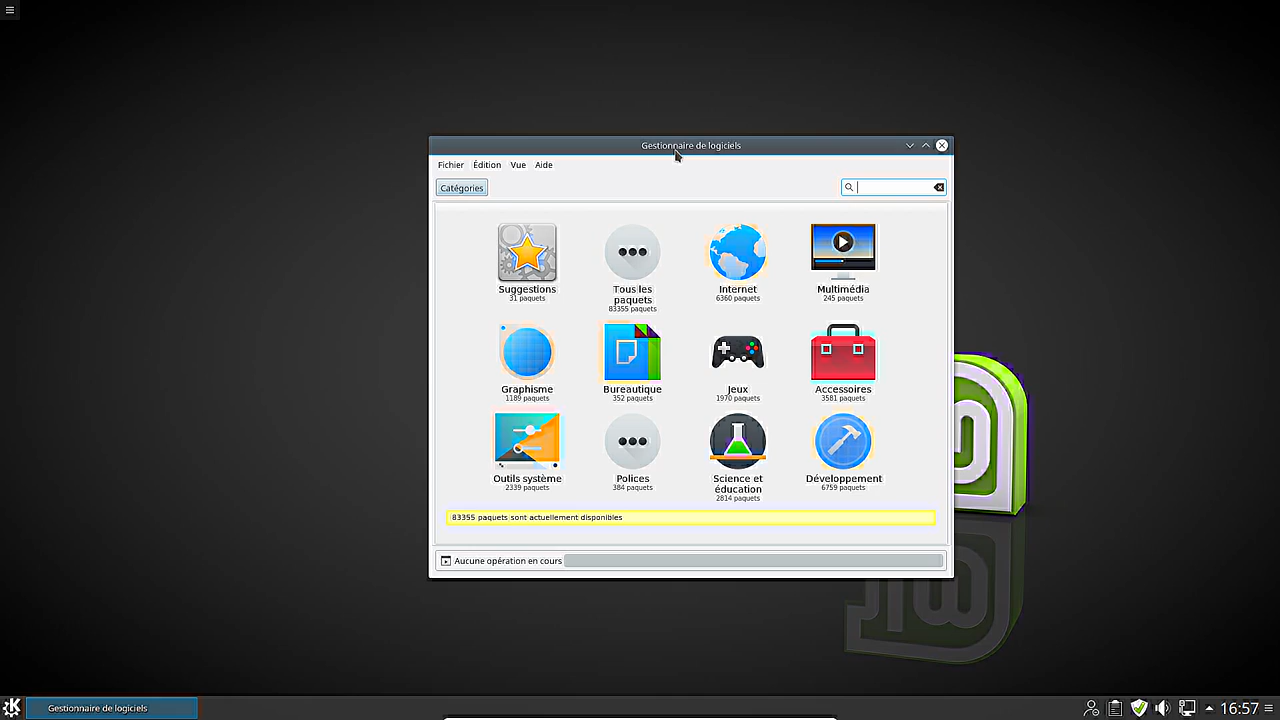 Gestionnaire de logiciels
Fichier Édition Vue Aide
Catégories
Suggestions
31 paquets
Tous les
paquets
83355 paquets
Internet
6360 paquets
Multimédia
245 paquets
Graphisme
1189 paquets
Bureautique
352 paquets
Jeux
1970 paquets
Accessoires
3581 paquets
Outils système
2339 paquets
Polices
384 paquets
Science et
éducation
2814 paquets
Développement
6759 paquets
83355 paquets sont actuellement disponibles
Aucune opération en cours
Gestionnaire de logiciels
16:57